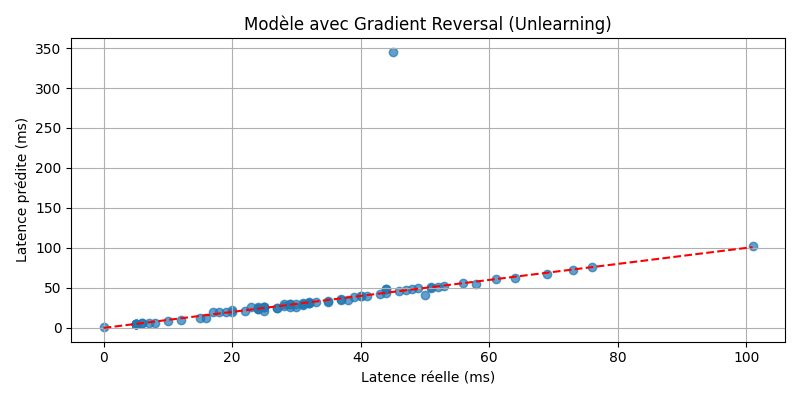 Modèle avec Gradient Reversal (Unlearning)
Latence prédite (ms)
350
300
250
200
150
100
50
0
0 20 40 60 80 100
Latence réelle (ms)